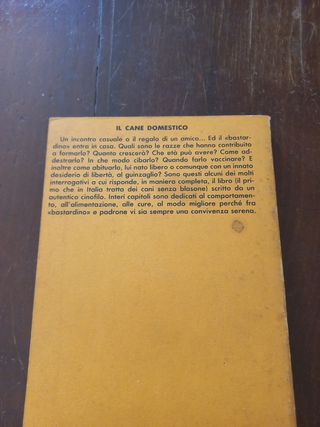 IL CANE DOMESTICO
Un incontro casuale o il regalo di un amico... Ed il «bastar-
dino» entra in casa. Quali sono le razze che hanno contribuito
a formarlo? Quanto crescerà? Che età può avere? Come ad-
destrarlo? In che modo cibarlo? Quando farlo vaccinare? E
inoltre come abituarlo, lui nato libero o comunque con un innato
desiderio di libertà, al guinzaglio? Sono questi alcuni dei molti
interrogativi a cui risponde, in maniera completa, il libro (il pri-
mo che in Italia tratta dei cani senza blasone) scritto da un
autentico cinofilo. Interi capitoli sono dedicati al comportamen-
to, all'alimentazione, alle cure, al modo migliore perché fra
«bastardino» e padrone vi sia sempre una convivenza serena.